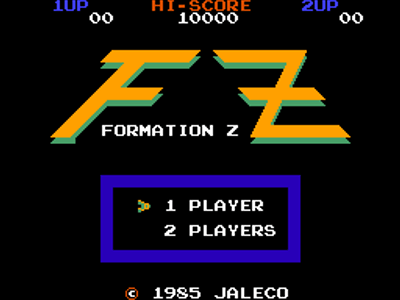 1UP HI-SCORE 2UP
00 10000 00
FZ
FORMATION Z
1 PLAYER
2 PLAYERS
© 1985 JALECO